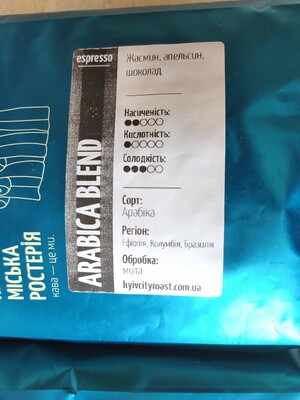 espresso
ARABICA BLEND
Жасмин, апельсин,
шоколад
Насиченість:
Кислотність:
Солодкість:
Сорт:
Арабіка
Регіон:
Ефіопія, Колумбія, Бразилія
Обробка:
мита
kyivcityroast.com.ua
МІСЬКА
РОСТЕРІЯ
кава — це ми.